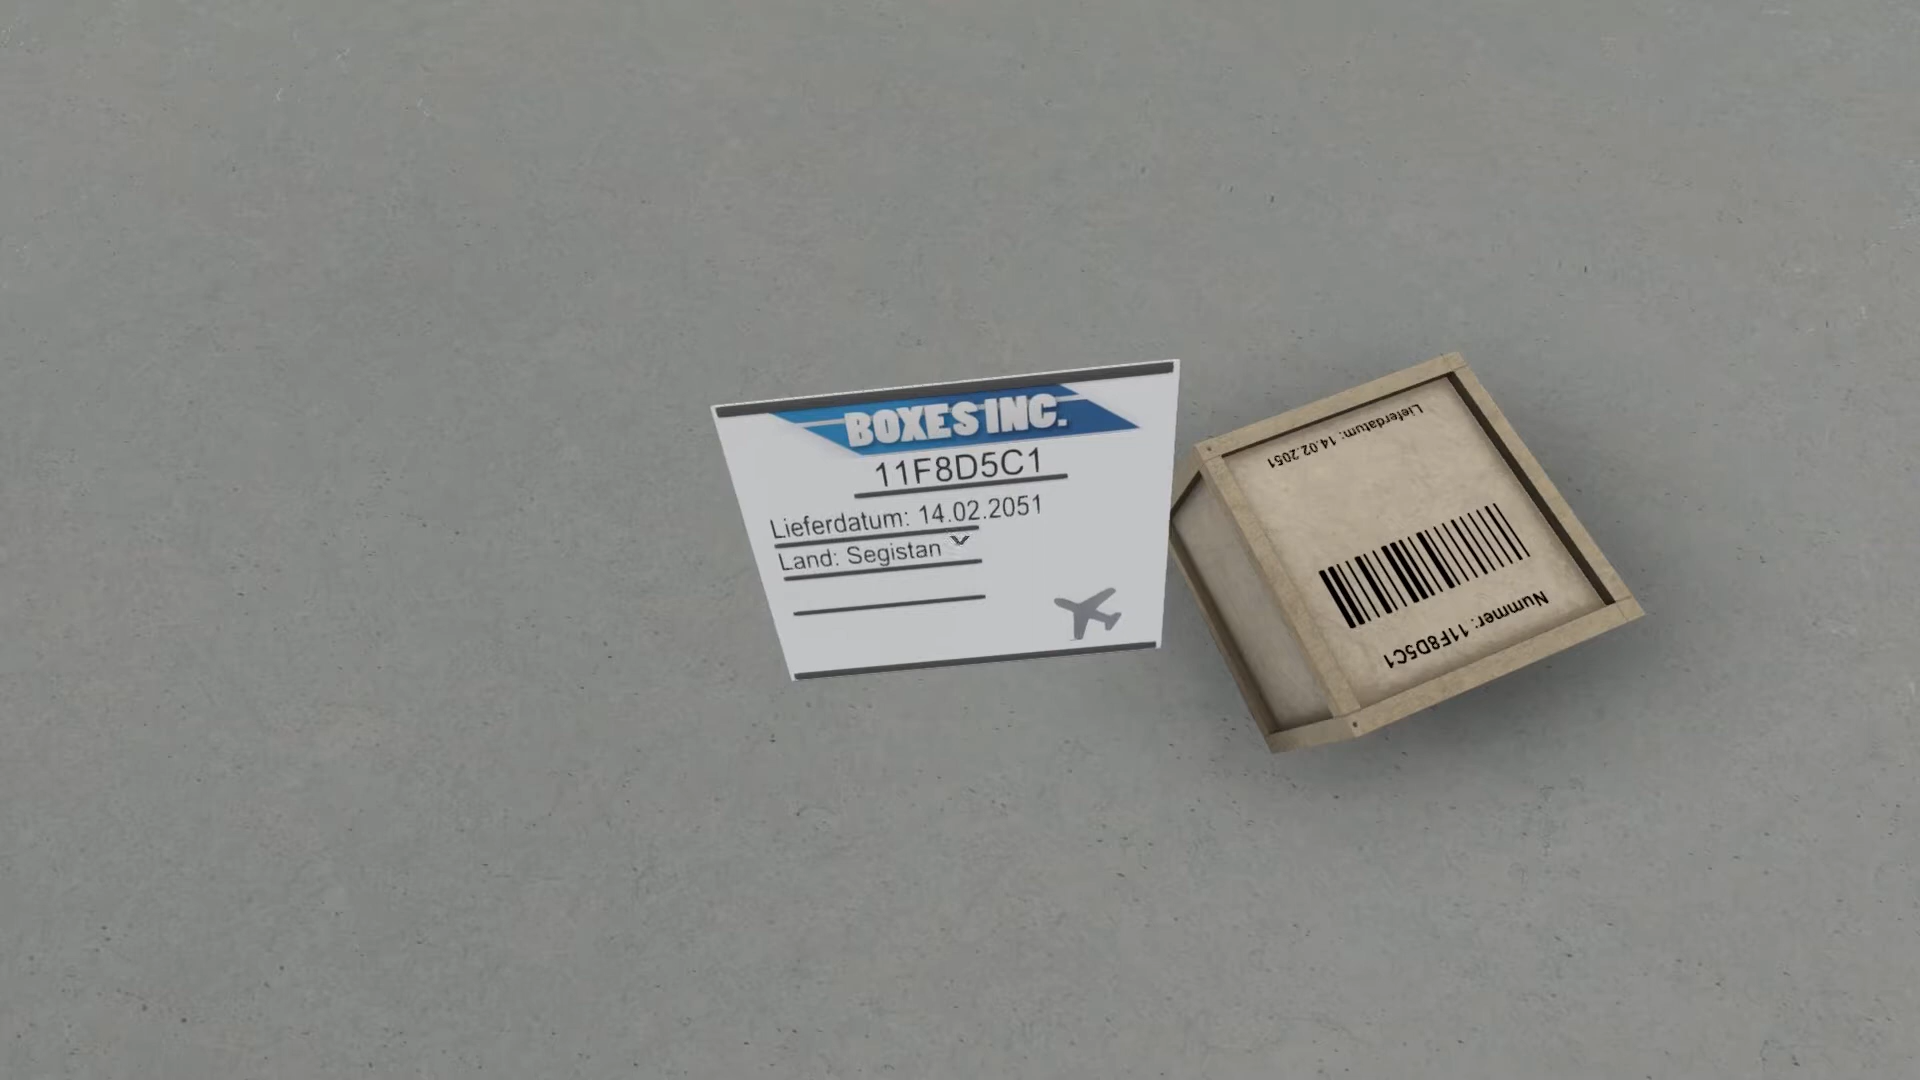 BOXES INC.
11F8D5C1
Lieferdatum: 14.02.2051
Land: Segistan
Lieferdatum: 14.02.2051
Nummer: 11F8D5C1